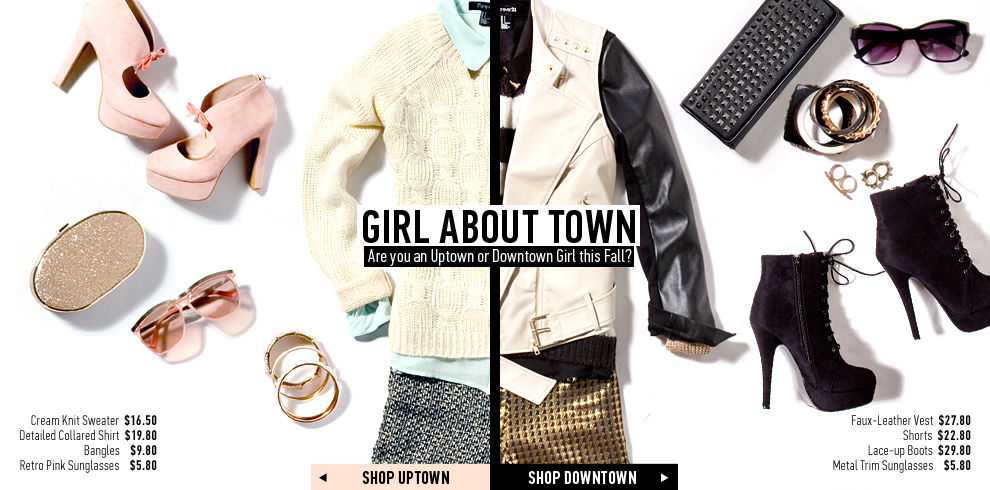 Forever 21
GIRL ABOUT TOWN
Are you an Uptown or Downtown Girl this Fall?
Cream Knit Sweater $16.50
Detailed Collared Shirt $19.80
Bangles $9.80
Retro Pink Sunglasses $5.80
Faux-Leather Vest $27.80
Shorts $22.80
Lace-up Boots $29.80
Metal Trim Sunglasses $5.80
SHOP UPTOWN
SHOP DOWNTOWN